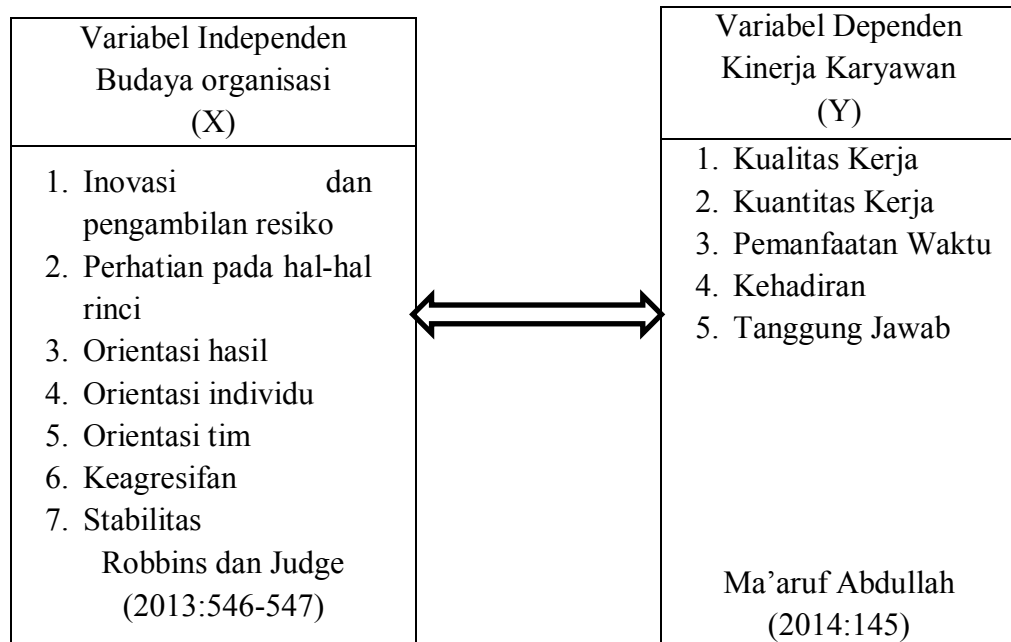 Variabel Independen
Budaya organisasi
(X)
1. Inovasi dan
pengambilan resiko
2. Perhatian pada hal-hal
rinci
3. Orientasi hasil
4. Orientasi individu
5. Orientasi tim
6. Keagresifan
7. Stabilitas
Robbins dan Judge
(2013:546-547)
Variabel Dependen
Kinerja Karyawan
(Y)
1. Kualitas Kerja
2. Kuantitas Kerja
3. Pemanfaatan Waktu
4. Kehadiran
5. Tanggung Jawab
Ma’aruf Abdullah
(2014:145)